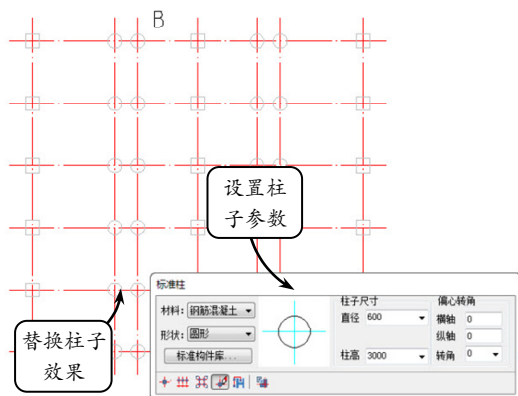 B
设置柱
子参数
替换柱子
效果
标准柱
材料: 钢筋混凝土
形状: 圆形
标准构件库...
柱子尺寸
直径 600
柱高 3000
偏心转角
横轴 0
纵轴 0
转角 0